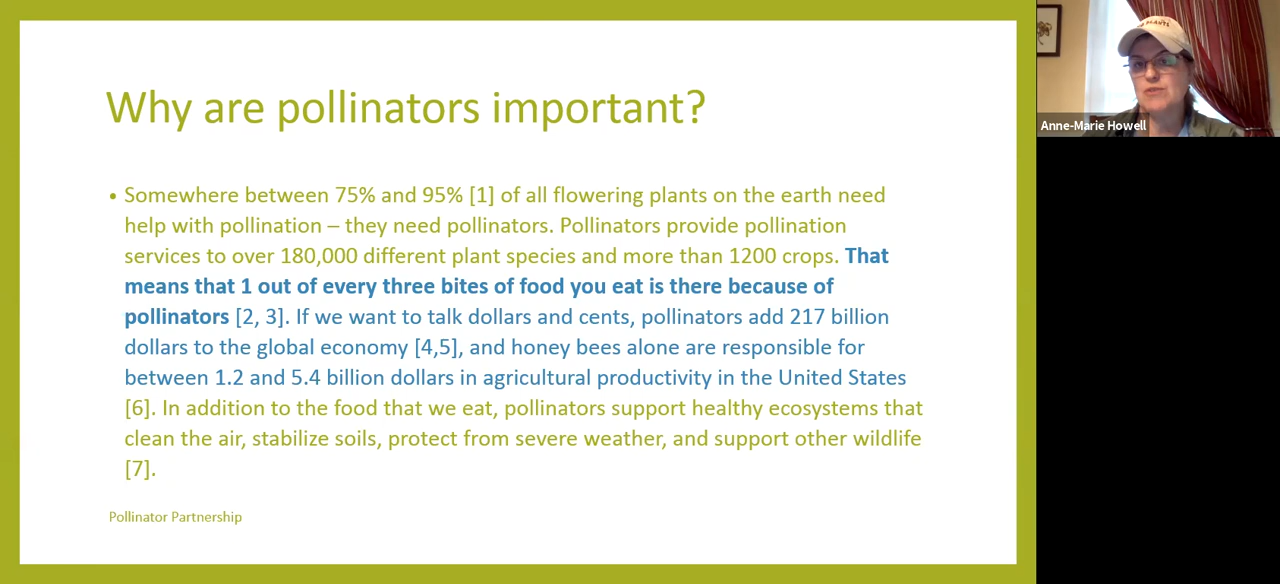 Why are pollinators important?
• Somewhere between 75% and 95% [1] of all flowering plants on the earth need
help with pollination – they need pollinators. Pollinators provide pollination
services to over 180,000 different plant species and more than 1200 crops. That
means that 1 out of every three bites of food you eat is there because of
pollinators [2, 3]. If we want to talk dollars and cents, pollinators add 217 billion
dollars to the global economy [4,5], and honey bees alone are responsible for
between 1.2 and 5.4 billion dollars in agricultural productivity in the United States
[6]. In addition to the food that we eat, pollinators support healthy ecosystems that
clean the air, stabilize soils, protect from severe weather, and support other wildlife
[7].
Pollinator Partnership
PLANTS
Anne-Marie Howell